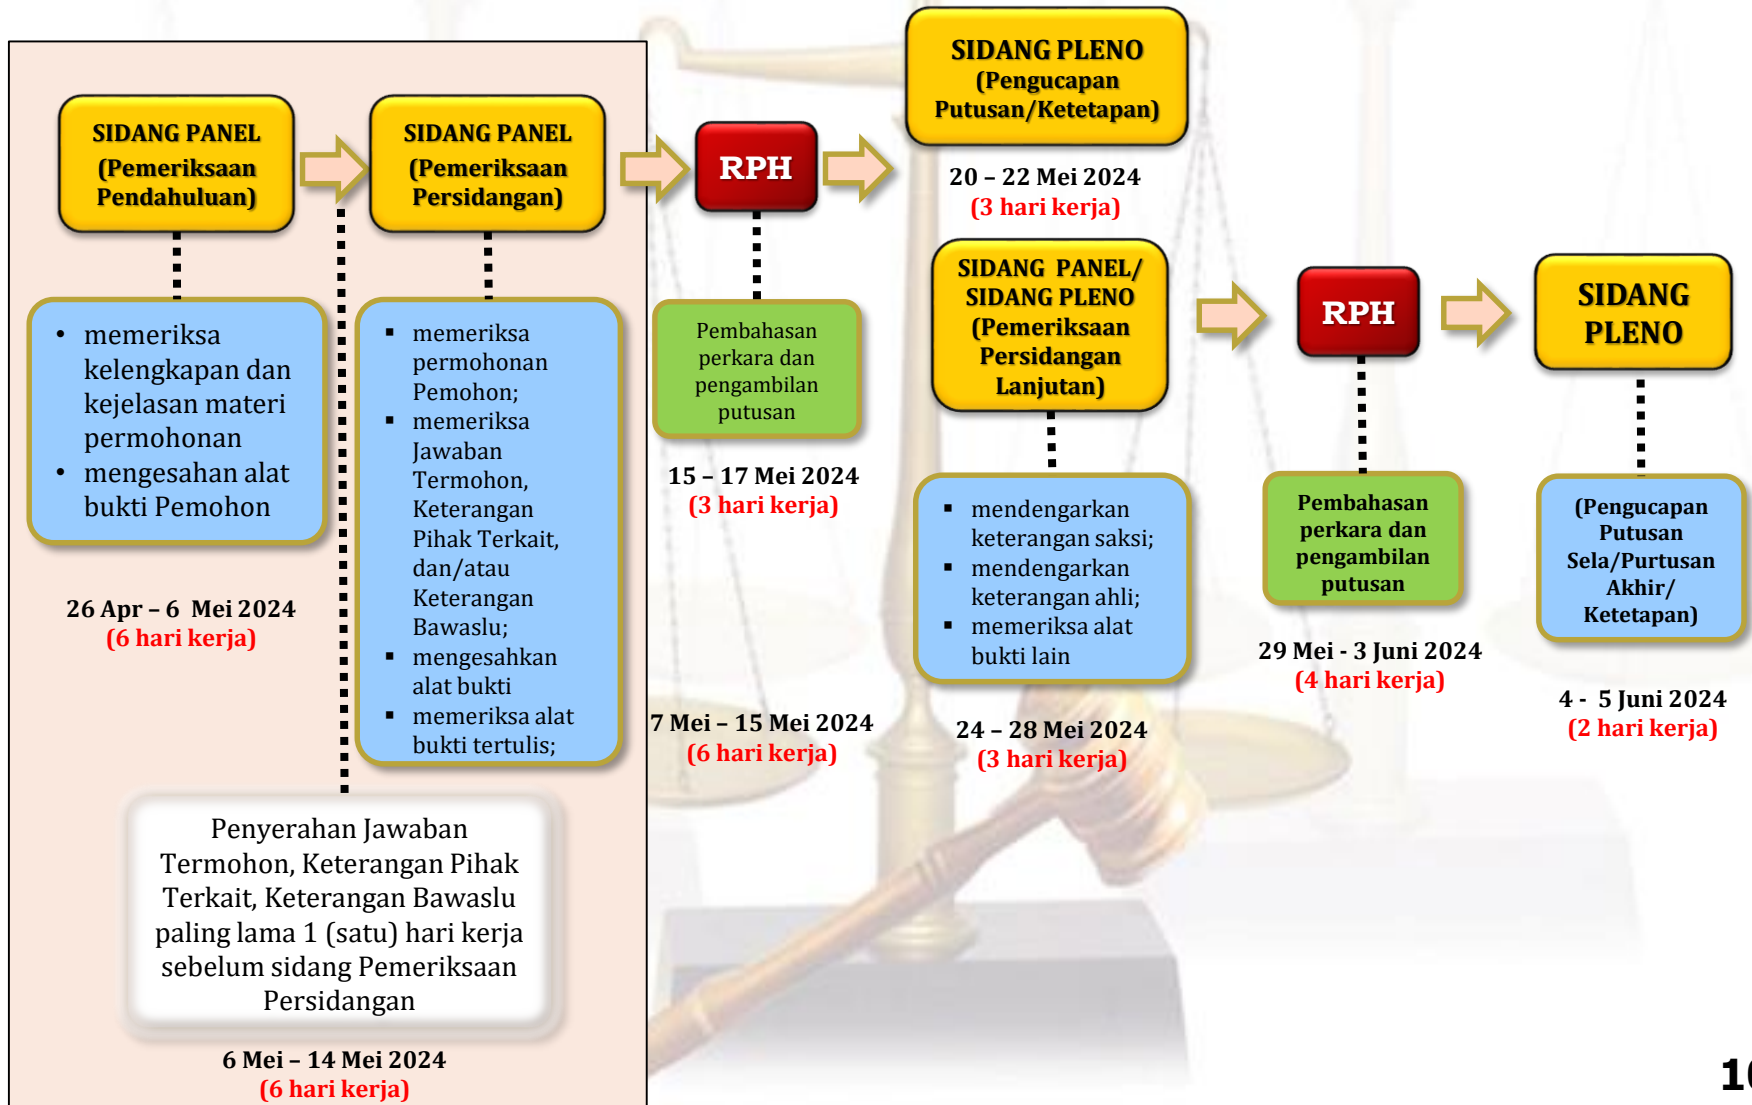 SIDANG PANEL
(Pemeriksaan
Pendahuluan)
• memeriksa
kelengkapan dan
kejelasan materi
permohonan
• mengesahan alat
bukti Pemohon
26 Apr – 6 Mei 2024
(6 hari kerja)
SIDANG PANEL
(Pemeriksaan
Persidangan)
▪ memeriksa
permohonan
Pemohon;
▪ memeriksa
Jawaban
Termohon,
Keterangan
Pihak Terkait,
dan/atau
Keterangan
Bawaslu;
▪ mengesahkan
alat bukti
▪ memeriksa alat
bukti tertulis;
7 Mei – 15 Mei 2024
(6 hari kerja)
Penyerahan Jawaban
Termohon, Keterangan Pihak
Terkait, Keterangan Bawaslu
paling lama 1 (satu) hari kerja
sebelum sidang Pemeriksaan
Persidangan
6 Mei – 14 Mei 2024
(6 hari kerja)
RPH
Pembahasan
perkara dan
pengambilan
putusan
15 – 17 Mei 2024
(3 hari kerja)
SIDANG PLENO
(Pengucapan
Putusan/Ketetapan)
20 – 22 Mei 2024
(3 hari kerja)
SIDANG PANEL/
SIDANG PLENO
(Pemeriksaan
Persidangan
Lanjutan)
▪ mendengarkan
keterangan saksi;
▪ mendengarkan
keterangan ahli;
▪ memeriksa alat
bukti lain
24 – 28 Mei 2024
(3 hari kerja)
RPH
Pembahasan
perkara dan
pengambilan
putusan
29 Mei - 3 Juni 2024
(4 hari kerja)
SIDANG
PLENO
(Pengucapan
Putusan
Sela/Purtusan
Akhir/
Ketetapan)
4 - 5 Juni 2024
(2 hari kerja)